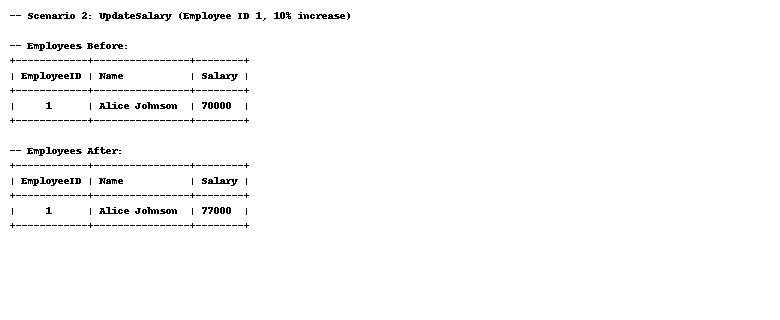 -- Scenario 2: UpdateSalary (Employee ID 1, 10% increase)
-- Employees Before:
+------------+----------------+--------+
| EmployeeID | Name           | Salary |
+------------+----------------+--------+
|     1      | Alice Johnson  | 70000  |
+------------+----------------+--------+
-- Employees After:
+------------+----------------+--------+
| EmployeeID | Name           | Salary |
+------------+----------------+--------+
|     1      | Alice Johnson  | 77000  |
+------------+----------------+--------+